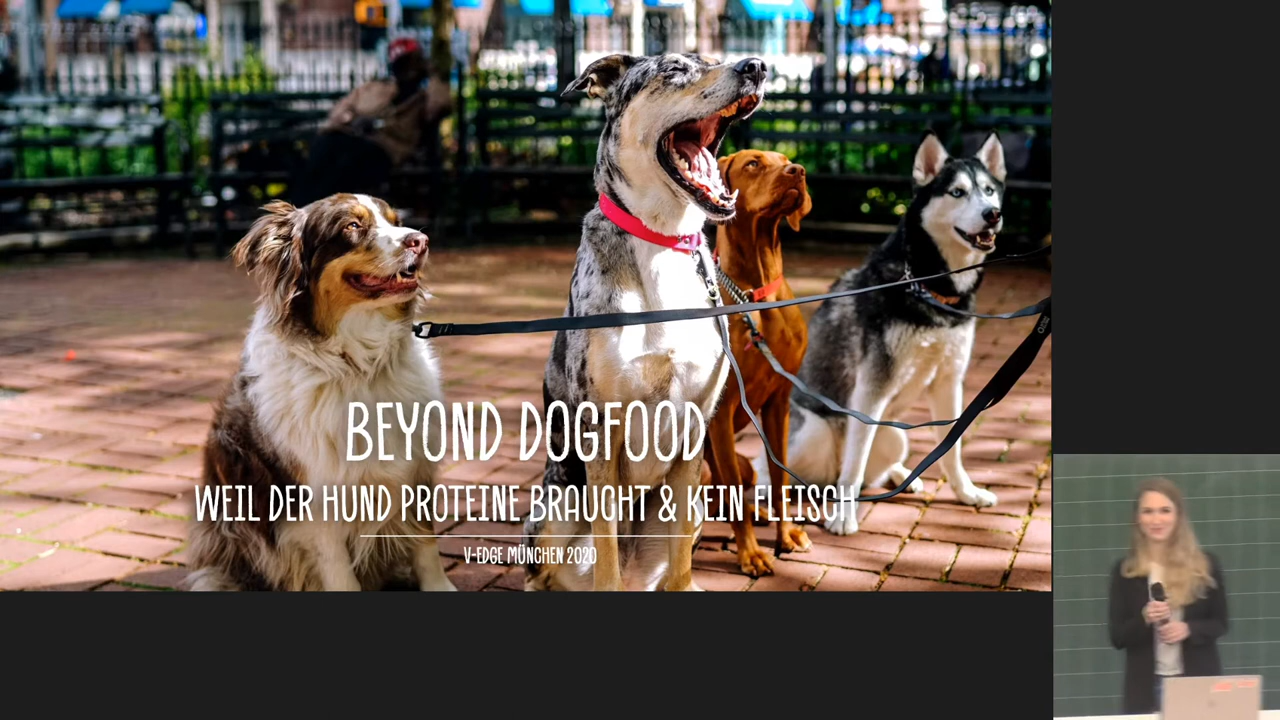 BEYOND DOGFOOD
WEIL DER HUND PROTEINE BRAUCHT & KEIN FLEISCH
V-EDGE MÜNCHEN 2020